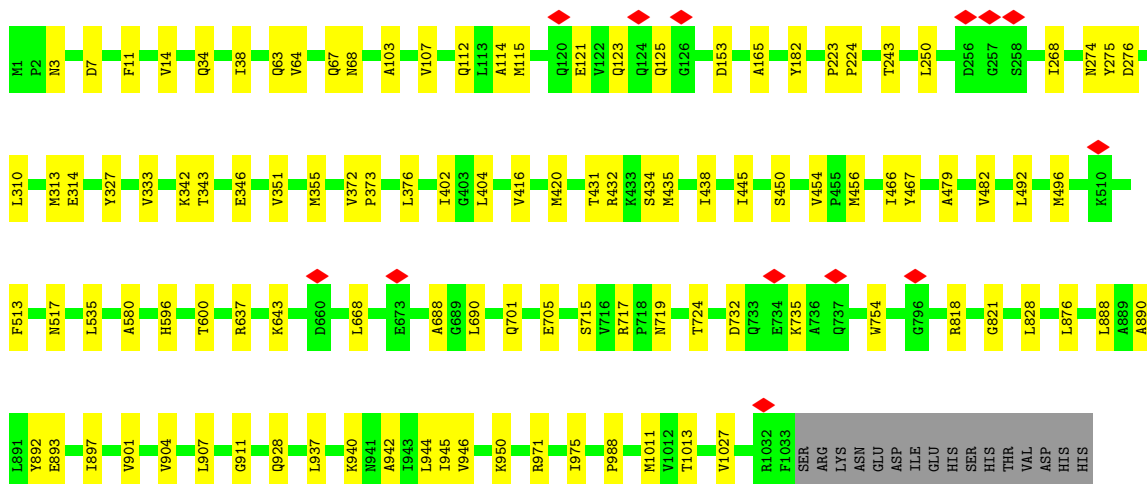 M1 P2 N3 D7 F11 V14 Q34 I38 Q63 V64 Q67 N68 A103 V107 Q112 L113 A114 M115 Q120 E121 V122 Q123 Q124 Q125 G126 D153 A165 Y182 P223 P224 T243 L250 D256 G257 S258 I268 N274 Y275 D276
L310 M313 E314 Y327 V333 K342 T343 E346 V351 M355 V372 P373 L376 I402 G403 L404 V416 M420 T431 R432 K433 S434 M435 I438 I445 S450 V454 P455 M456 I466 Y467 A479 V482 L492 M496 K510
F513 N517 L535 A580 H596 T600 R637 K643 D660 L668 E673 A688 G689 L690 Q701 E705 S715 V716 R717 P718 N719 T724 D732 Q733 E734 K735 A736 Q737 W754 G796 R818 G821 L828 L876 L888 A889 A890
L891 Y892 E893 I897 V901 V904 L907 G911 Q928 L937 K940 N941 A942 I943 L944 I945 V946 K950 R971 I975 P988 M1011 V1012 T1013 V1027 R1032 F1033 SER ARG LYS ASN GLU ASP ILE GLU HIS SER HIS THR VAL ASP HIS HIS